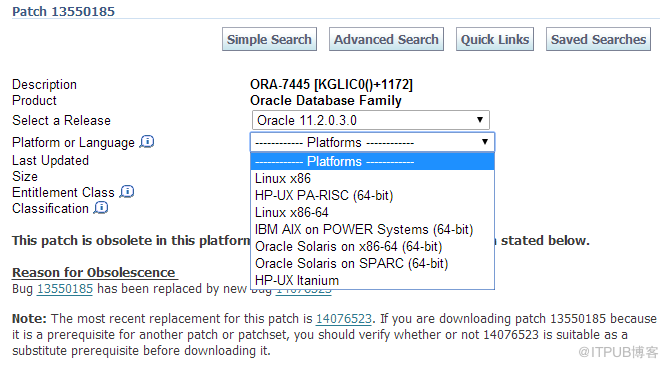 Patch 13550185
Simple Search Advanced Search Quick Links Saved Searches
Description ORA-7445 [KGLIC0()+1172]
Product Oracle Database Family
Select a Release Oracle 11.2.0.3.0
Platform or Language ------------ Platforms ------------
Last Updated ------------ Platforms ------------
Size Linux x86
Entitlement Class HP-UX PA-RISC (64-bit)
Classification Linux x86-64
IBM AIX on POWER Systems (64-bit)
This patch is obsolete in this platfor Oracle Solaris on x86-64 (64-bit) stated below.
Oracle Solaris on SPARC (64-bit)
Reason for Obsolescence HP-UX Itanium
Bug 13550185 has been replaced by new bug 14076523
Note: The most recent replacement for this patch is 14076523. If you are downloading patch 13550185 because
it is a prerequisite for another patch or patchset, you should verify whether or not 14076523 is suitable as a
substitute prerequisite before downloading it.
@ITPUB博客